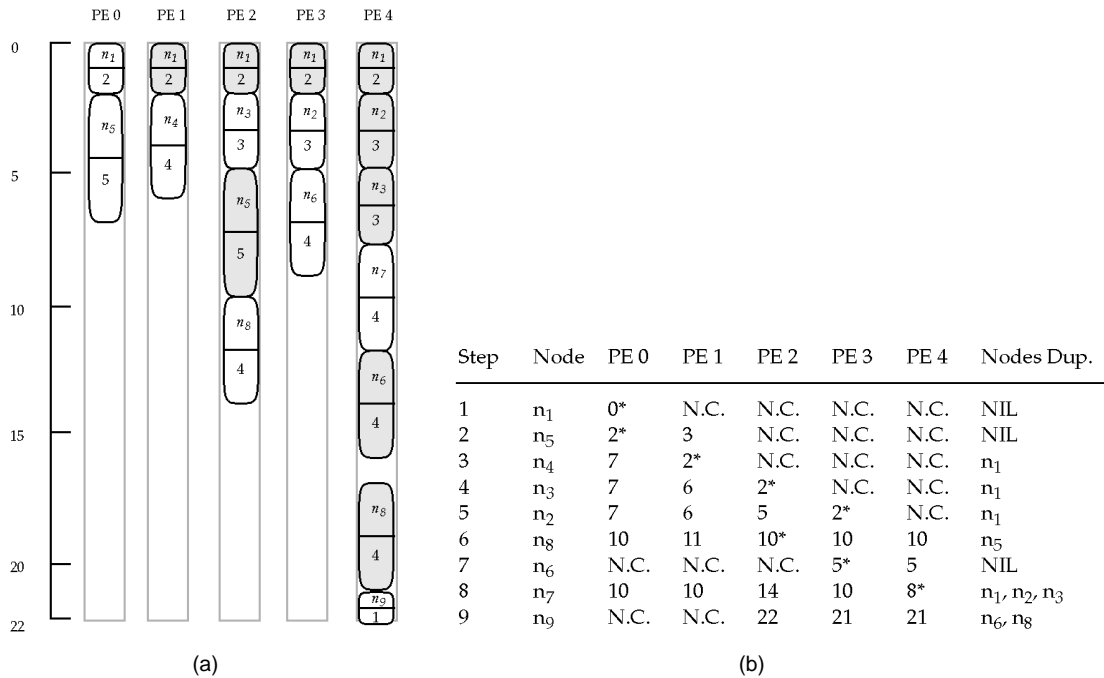 PE 0 PE 1 PE 2 PE 3 PE 4
0
n1 n1 n1 n1 n1
2 2 2 2 2
n5 n4 n3 n2 n2
5 4 3 3 3
5
n5 n6 n3
5 4 3
n7
4
10
n8
4
n6
4
15
n8
4
20
n9
1
22
(a)
Step Node PE 0 PE 1 PE 2 PE 3 PE 4 Nodes Dup.
1 n1 0* N.C. N.C. N.C. N.C. NIL
2 n5 2* 3 N.C. N.C. N.C. NIL
3 n4 7 2* N.C. N.C. N.C. n1
4 n3 7 6 2* N.C. N.C. n1
5 n2 7 6 5 2* N.C. n1
6 n8 10 11 10* 10 10 n5
7 n6 N.C. N.C. N.C. 5* 5 NIL
8 n7 10 10 14 10 8* n1, n2, n3
9 n9 N.C. N.C. 22 21 21 n6, n8
(b)